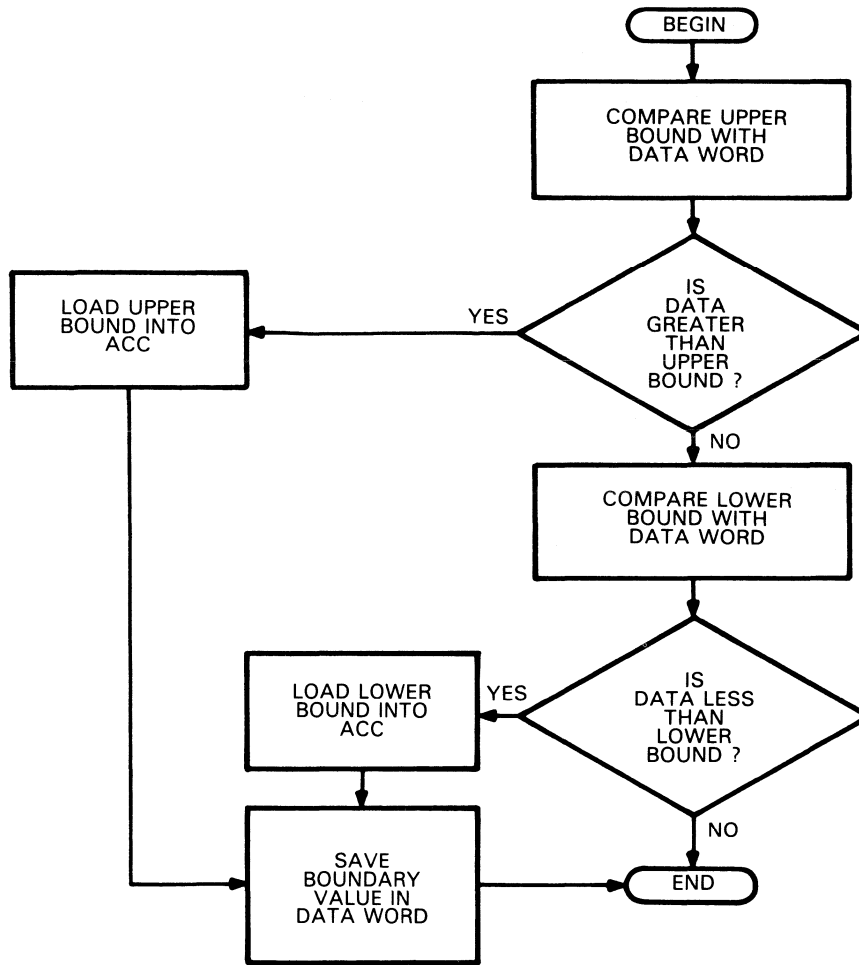 BEGIN
COMPARE UPPER
BOUND WITH
DATA WORD
IS
DATA
GREATER
THAN
UPPER
BOUND ?
YES
LOAD UPPER
BOUND INTO
ACC
NO
COMPARE LOWER
BOUND WITH
DATA WORD
IS
DATA LESS
THAN
LOWER
BOUND ?
YES
LOAD LOWER
BOUND INTO
ACC
NO
SAVE
BOUNDARY
VALUE IN
DATA WORD
END